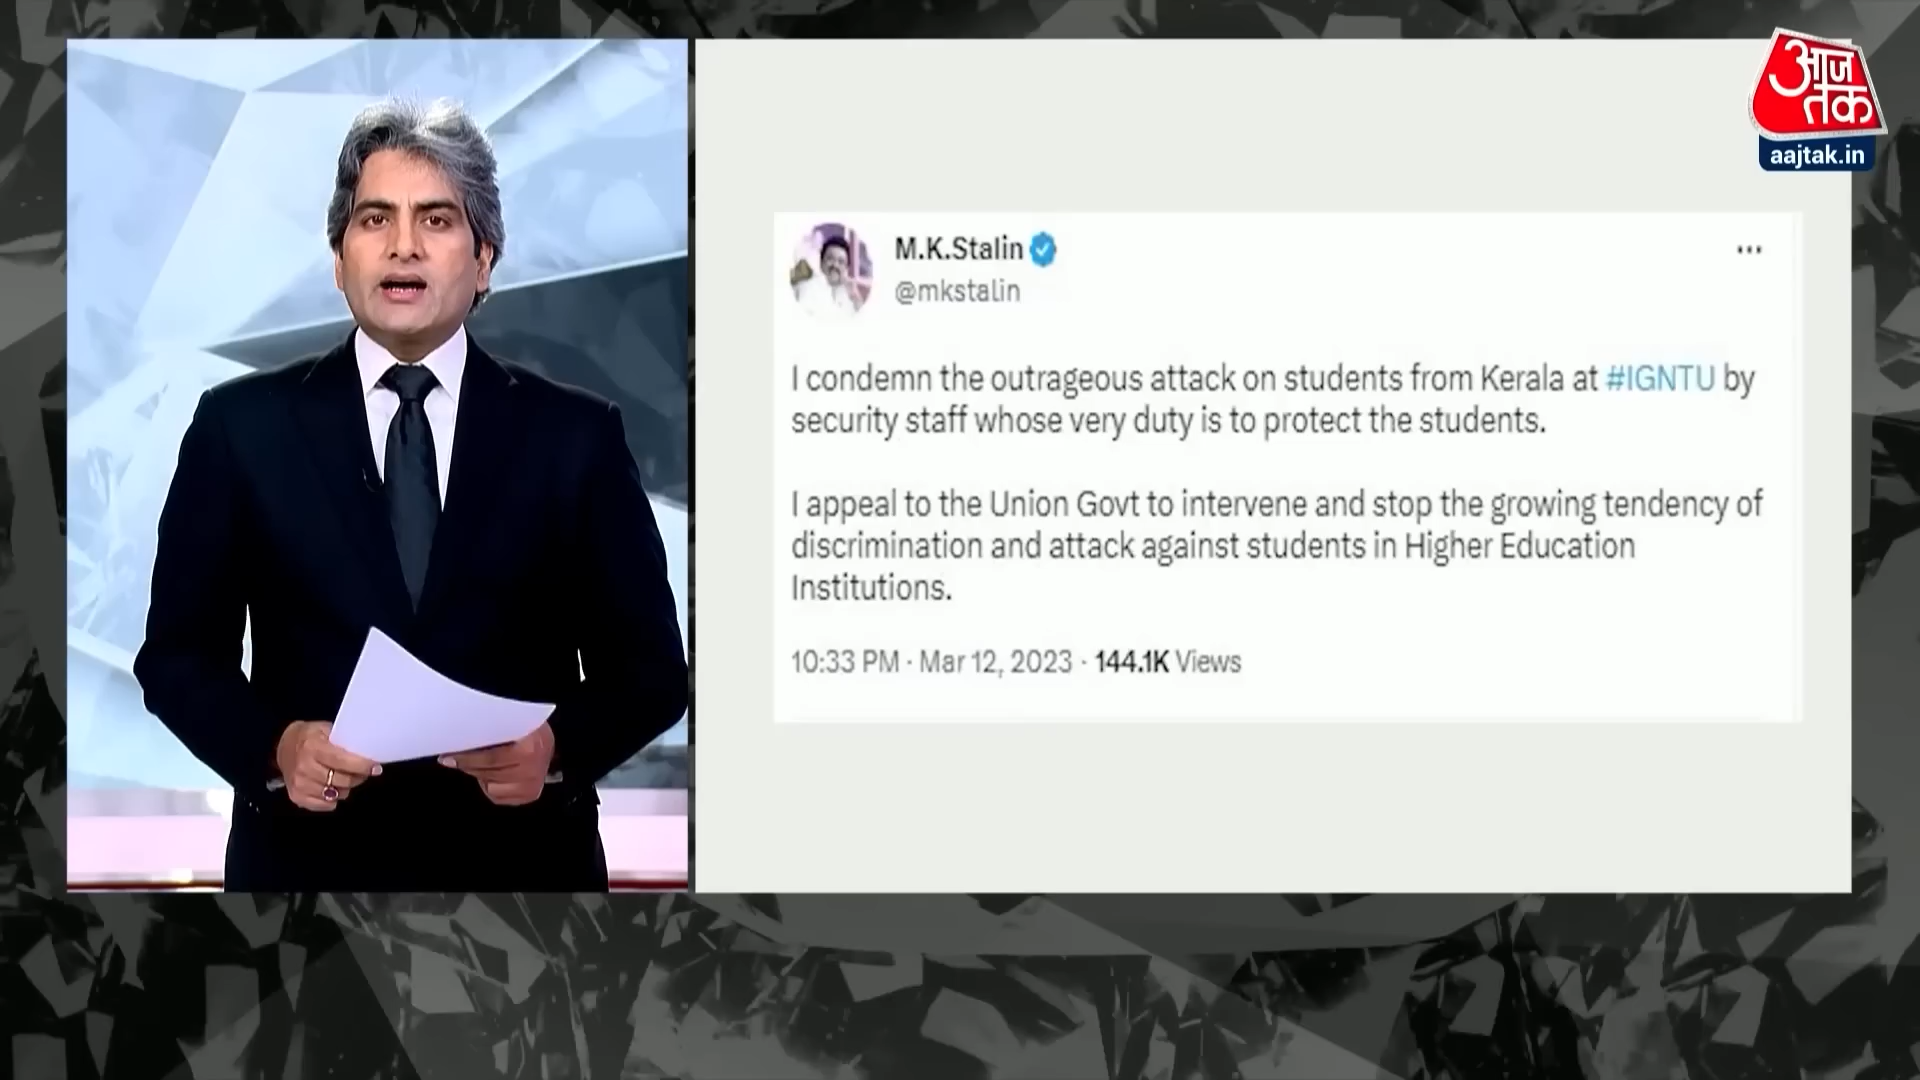 आज
तक
aajtak.in
M.K.Stalin
@mkstalin
I condemn the outrageous attack on students from Kerala at #IGNTU by
security staff whose very duty is to protect the students.
I appeal to the Union Govt to intervene and stop the growing tendency of
discrimination and attack against students in Higher Education
Institutions.
10:33 PM · Mar 12, 2023 · 144.1K Views